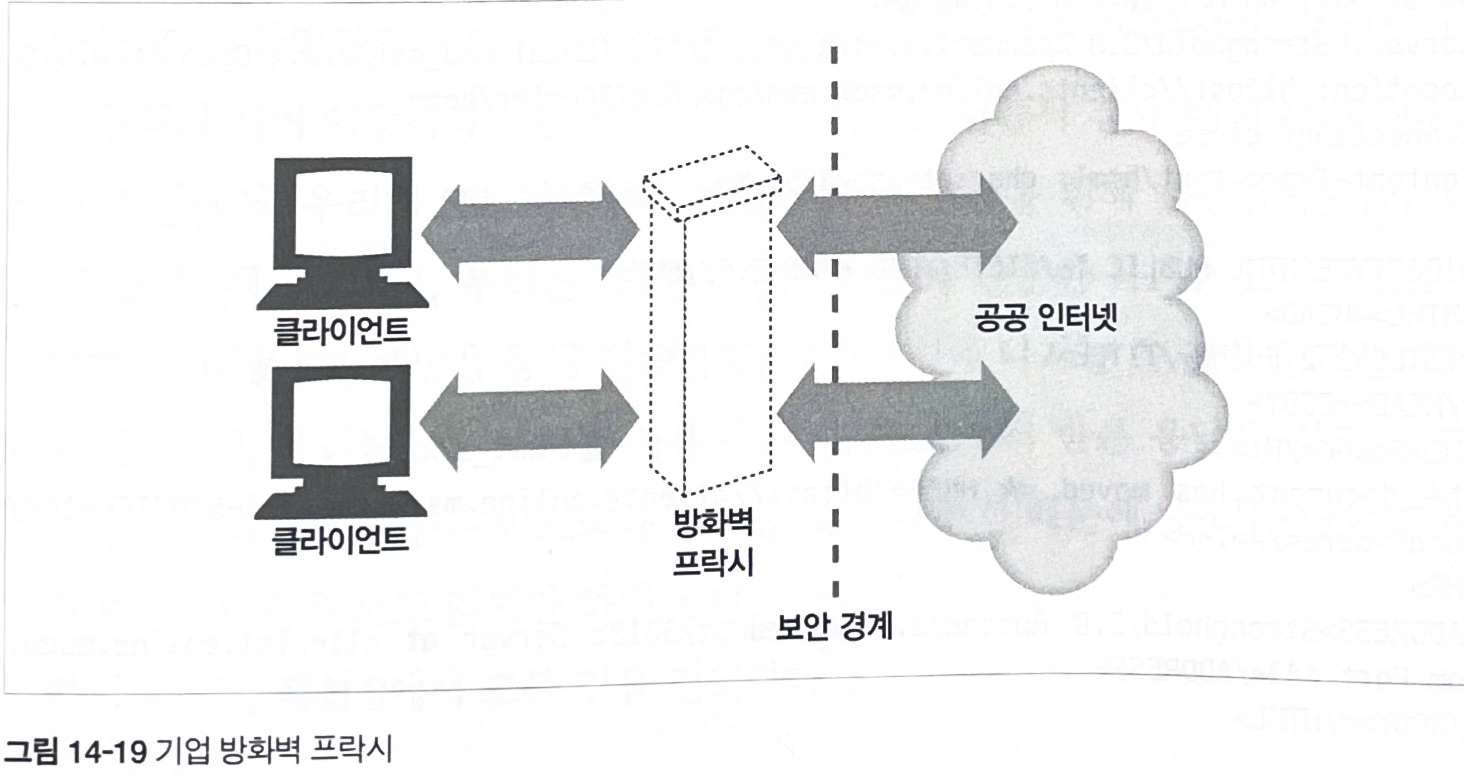 클라이언트
공공 인터넷
클라이언트
방화벽
프락시
보안 경계
그림 14-19 기업 방화벽 프락시